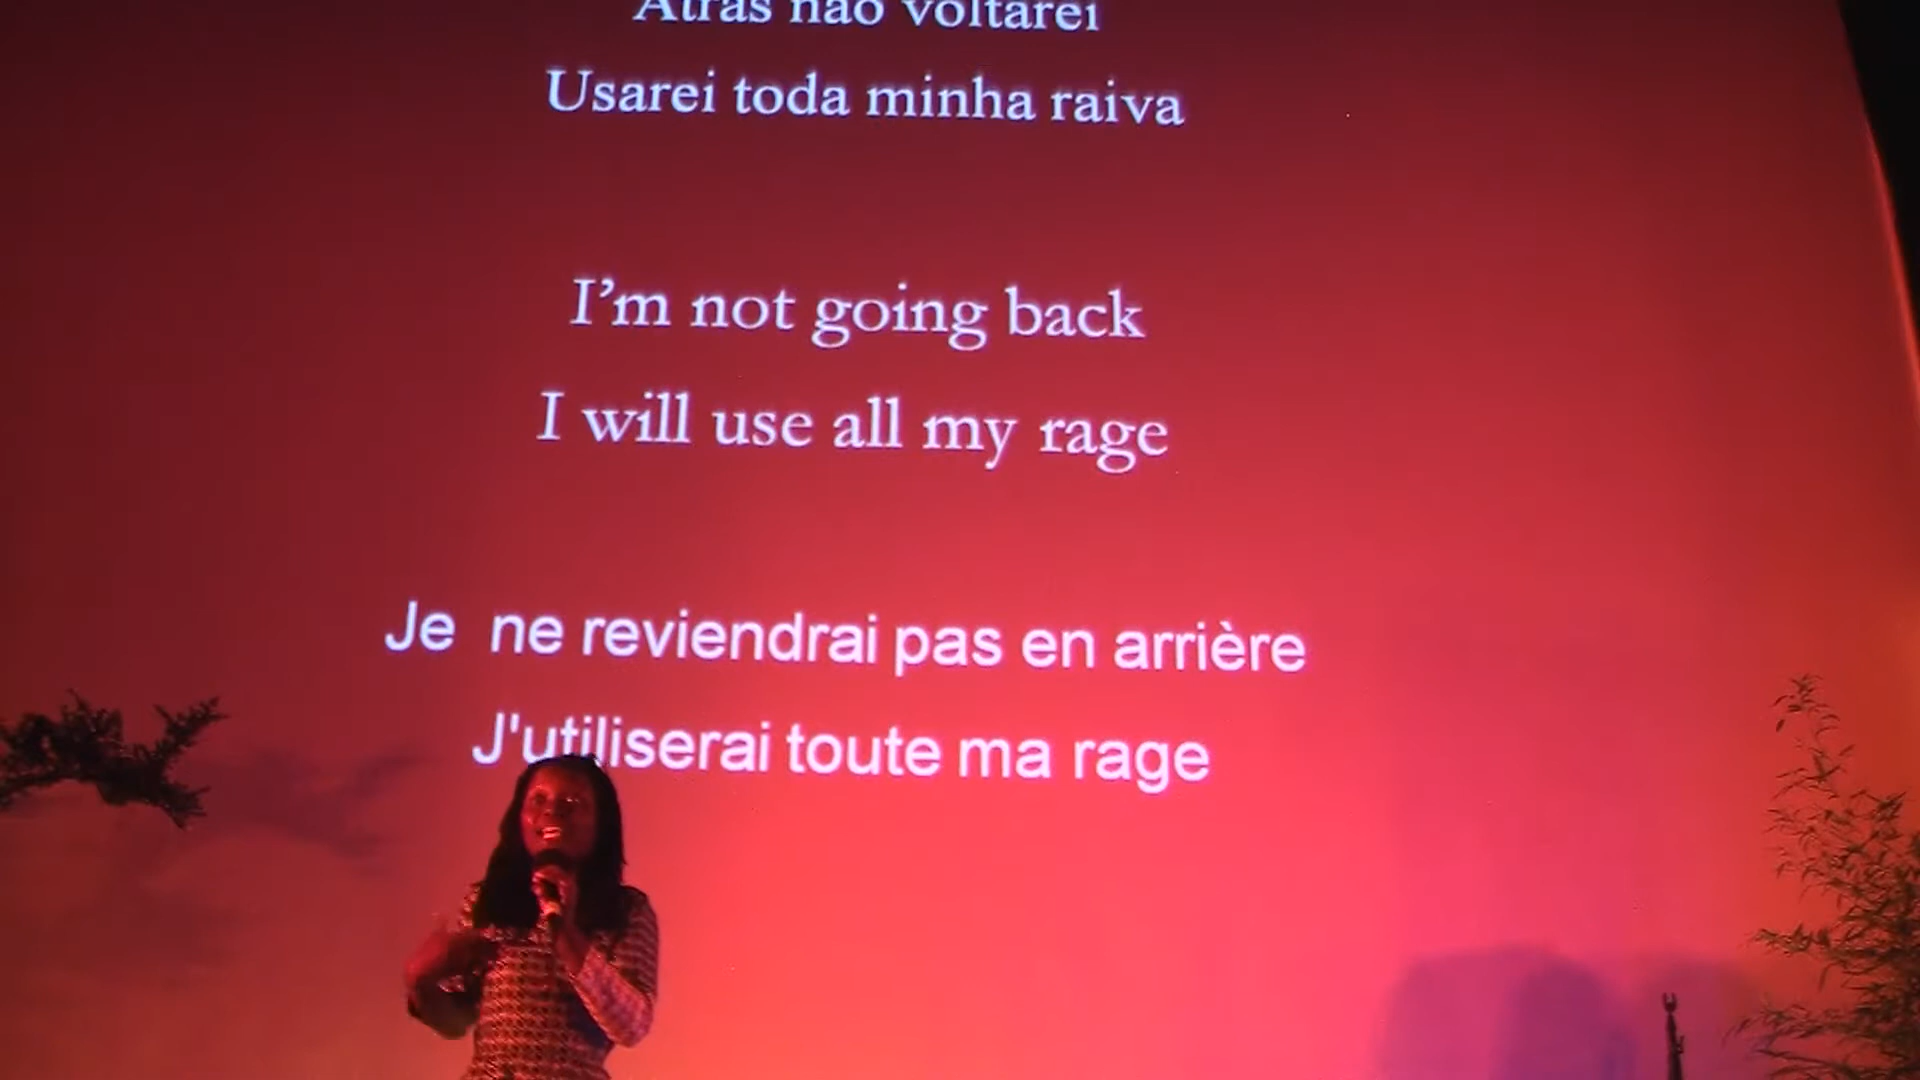 Atrás não voltarei
Usarei toda minha raiva
I'm not going back
I will use all my rage
Je ne reviendrai pas en arrière
J'utiliserai toute ma rage